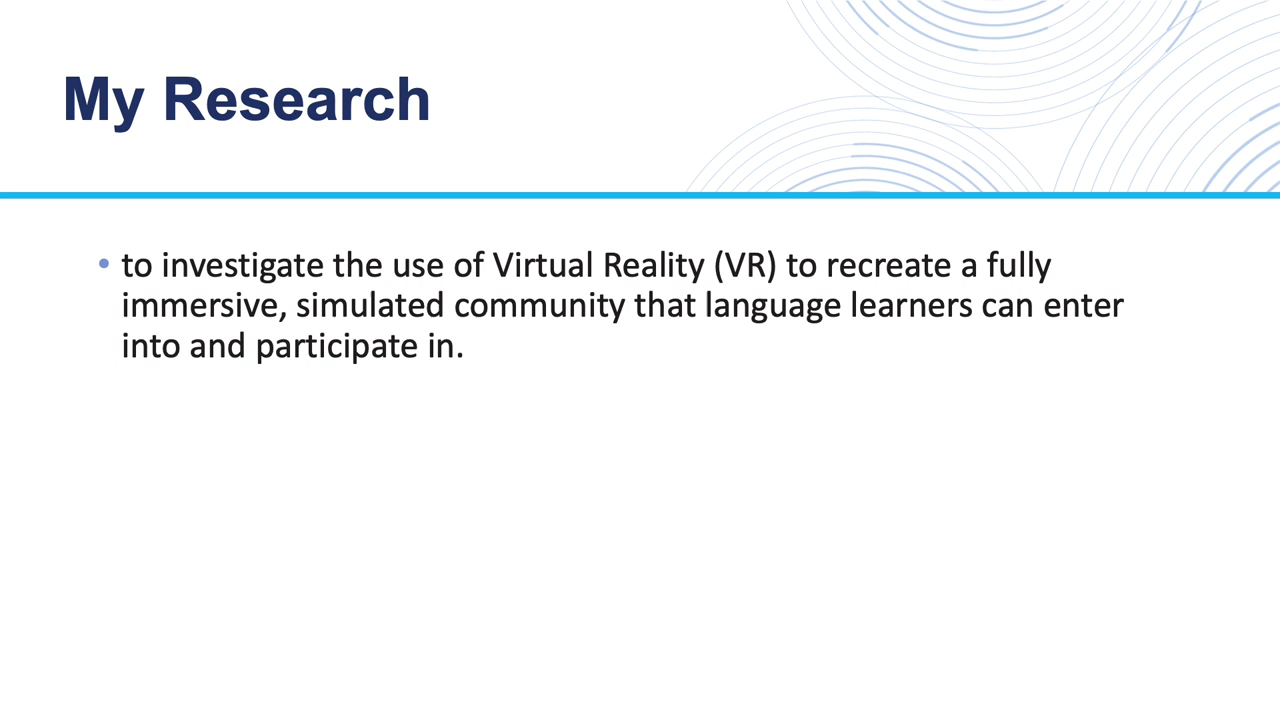 My Research
• to investigate the use of Virtual Reality (VR) to recreate a fully
immersive, simulated community that language learners can enter
into and participate in.